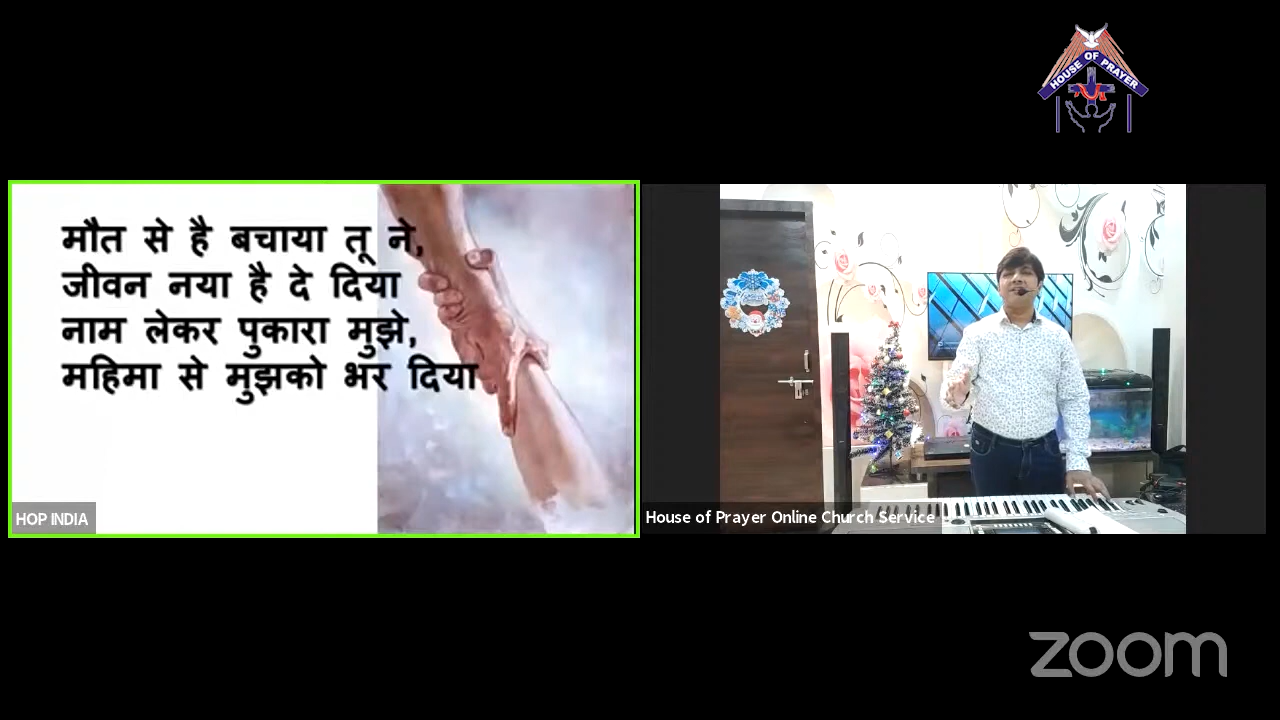 HOUSE OF PRAYER
मौत से है बचाया तू ने,
जीवन नया है दे दिया
नाम लेकर पुकारा मुझे,
महिमा से मुझको भर दिया
HOP INDIA
House of Prayer Online Church Service
zoom